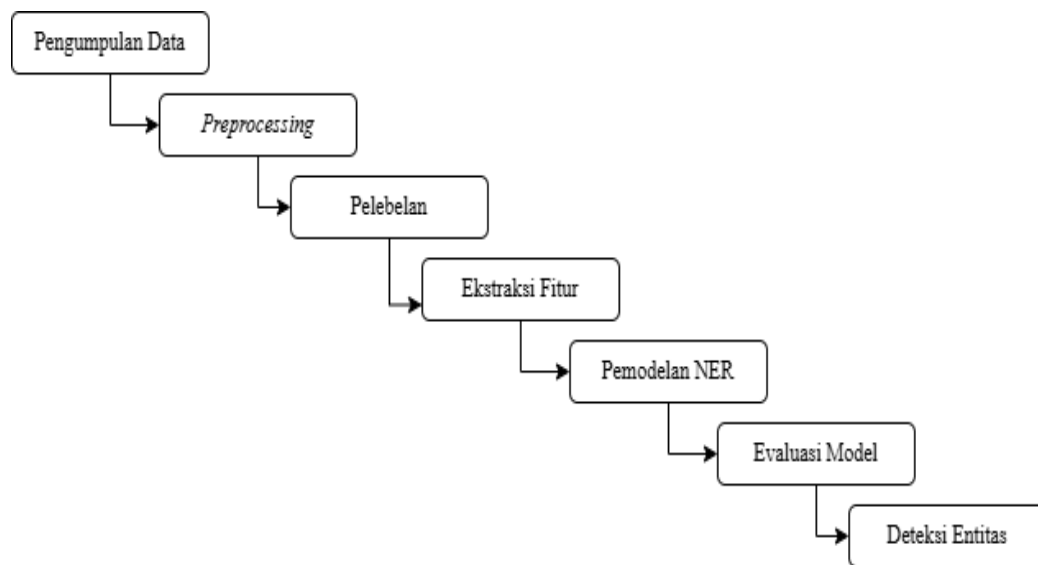 Pengumpulan Data
Preprocessing
Pelebelan
Ekstraksi Fitur
Pemodelan NER
Evaluasi Model
Deteksi Entitas